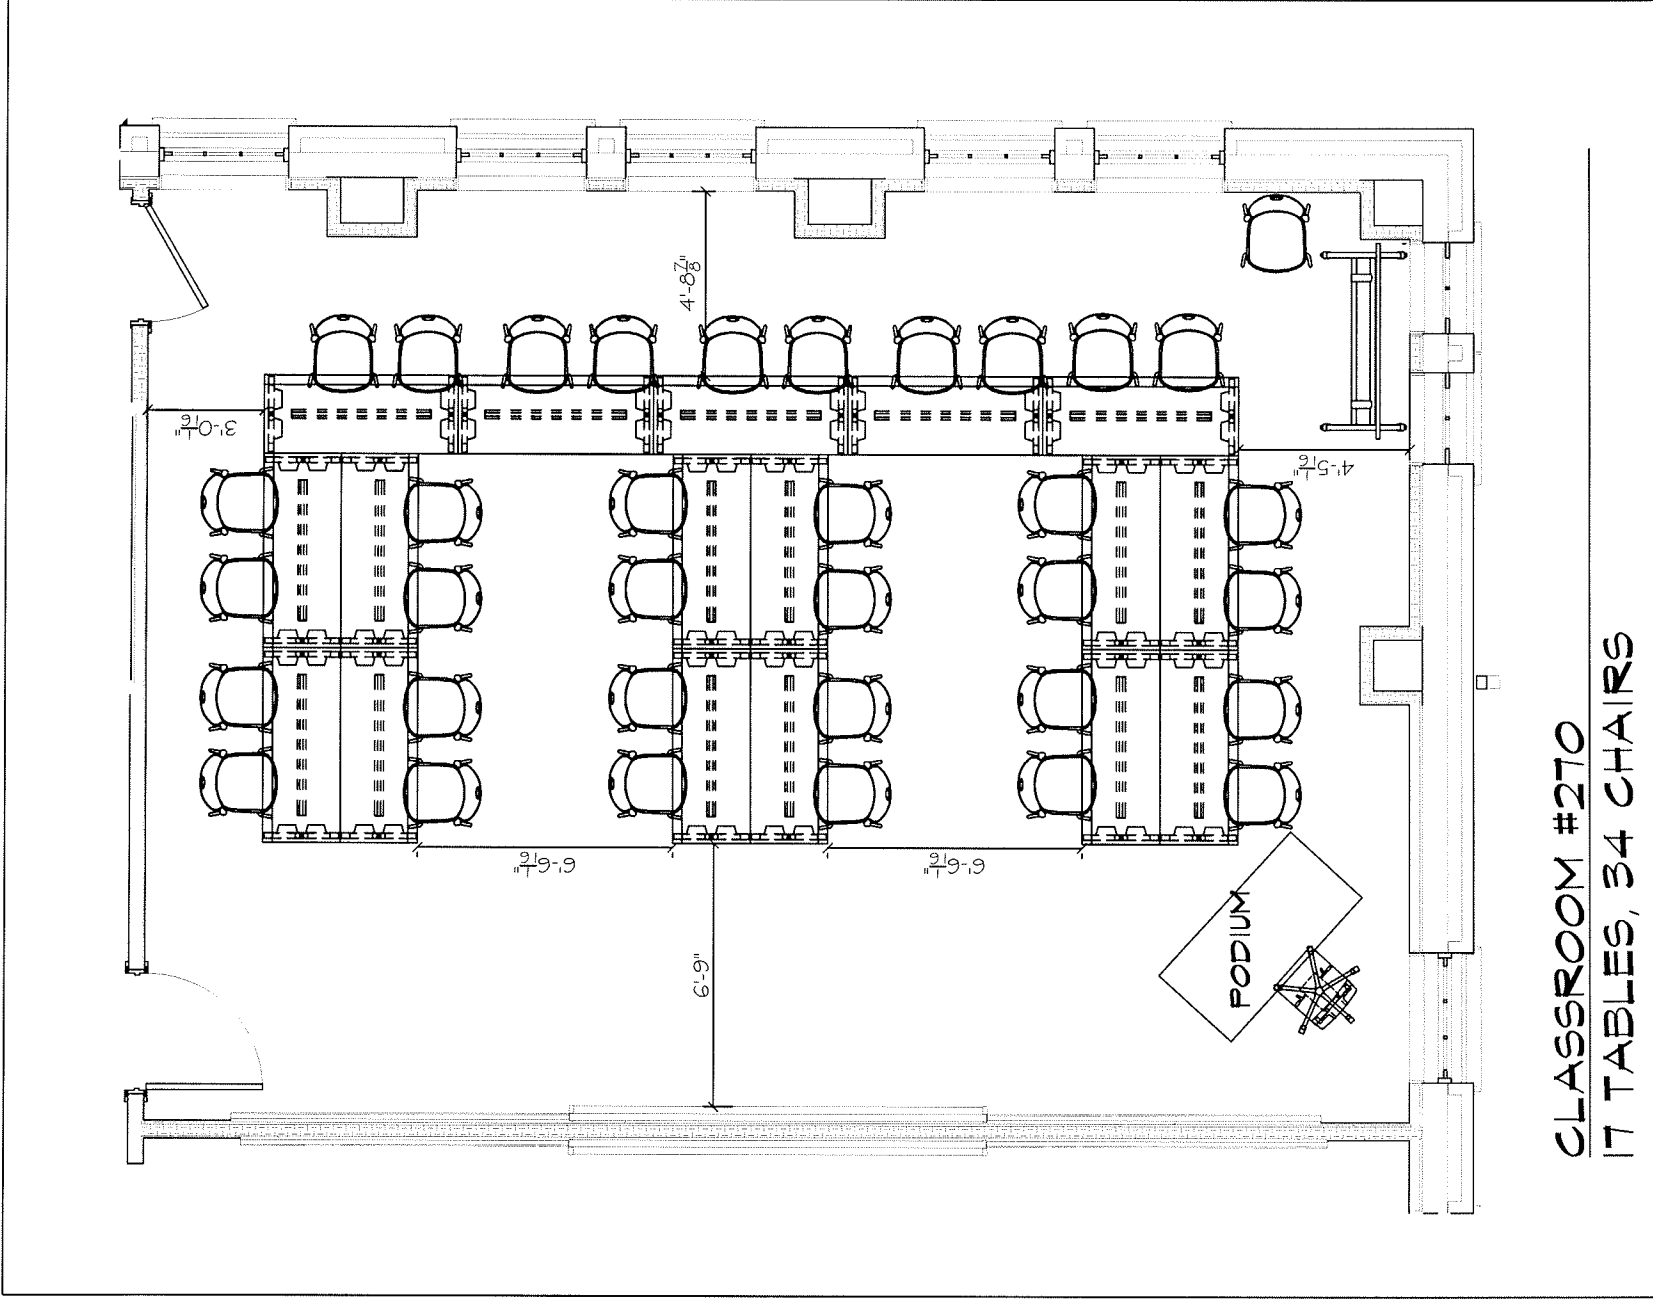 CLASSROOM #270
17 TABLES, 34 CHAIRS
4'-8 7/8"
3'-0 1/16"
4'-5 1/16"
6'-6 1/16"
6'-6 1/16"
6'-9"
PODIUM